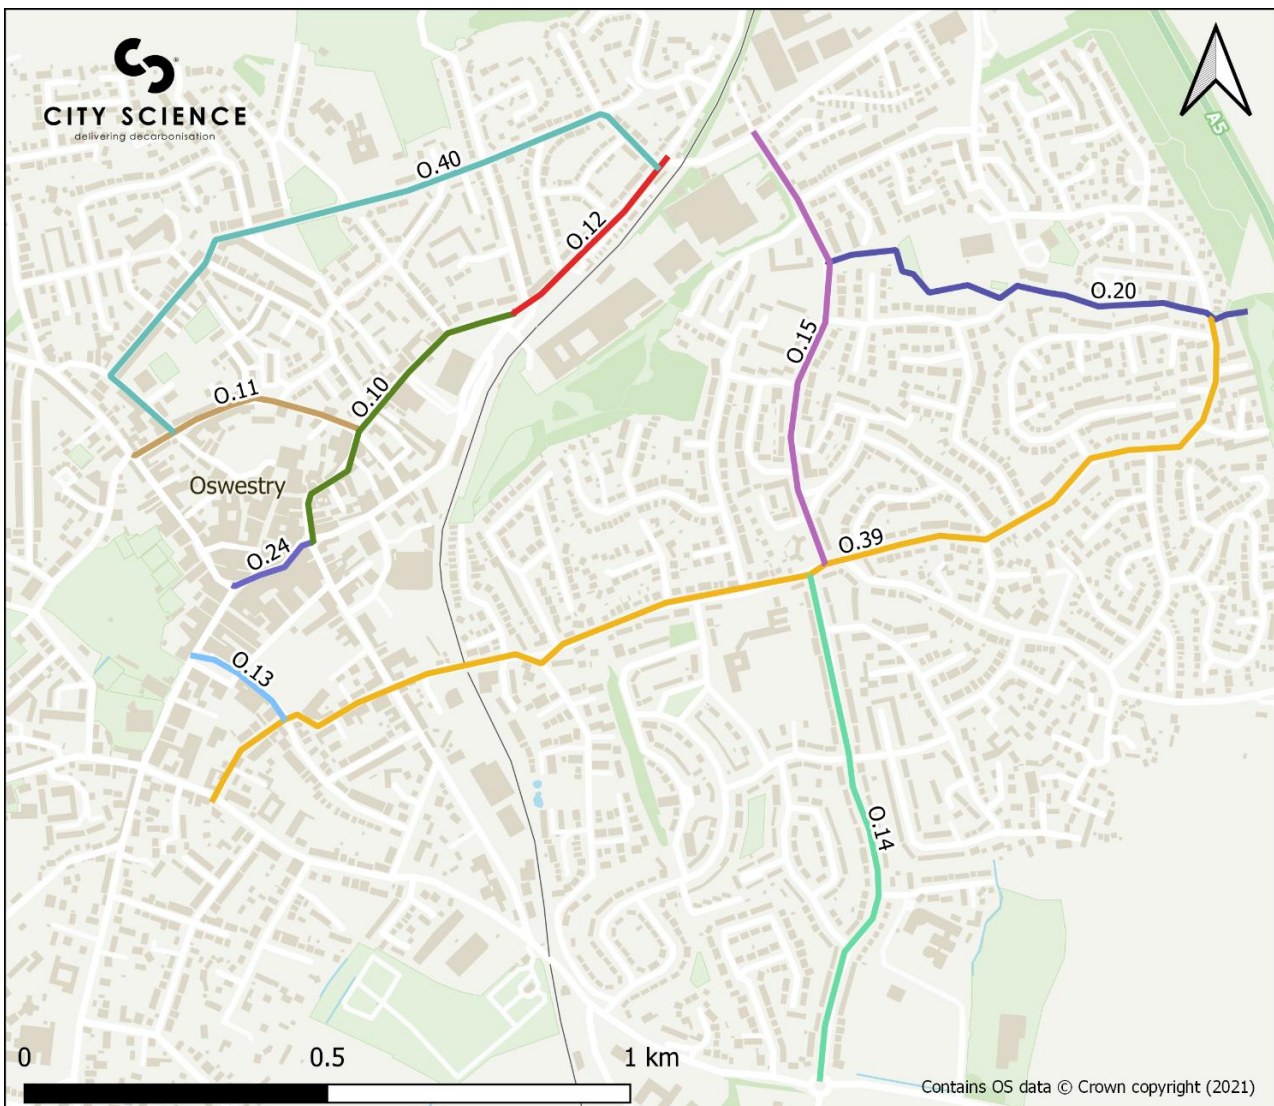 CITY SCIENCE
delivering decarbonisation
A5
O.40
O.12
O.20
O.15
O.11
O.10
Oswestry
O.24
O.39
O.13
O.14
0 0.5 1 km
Contains OS data © Crown copyright (2021)